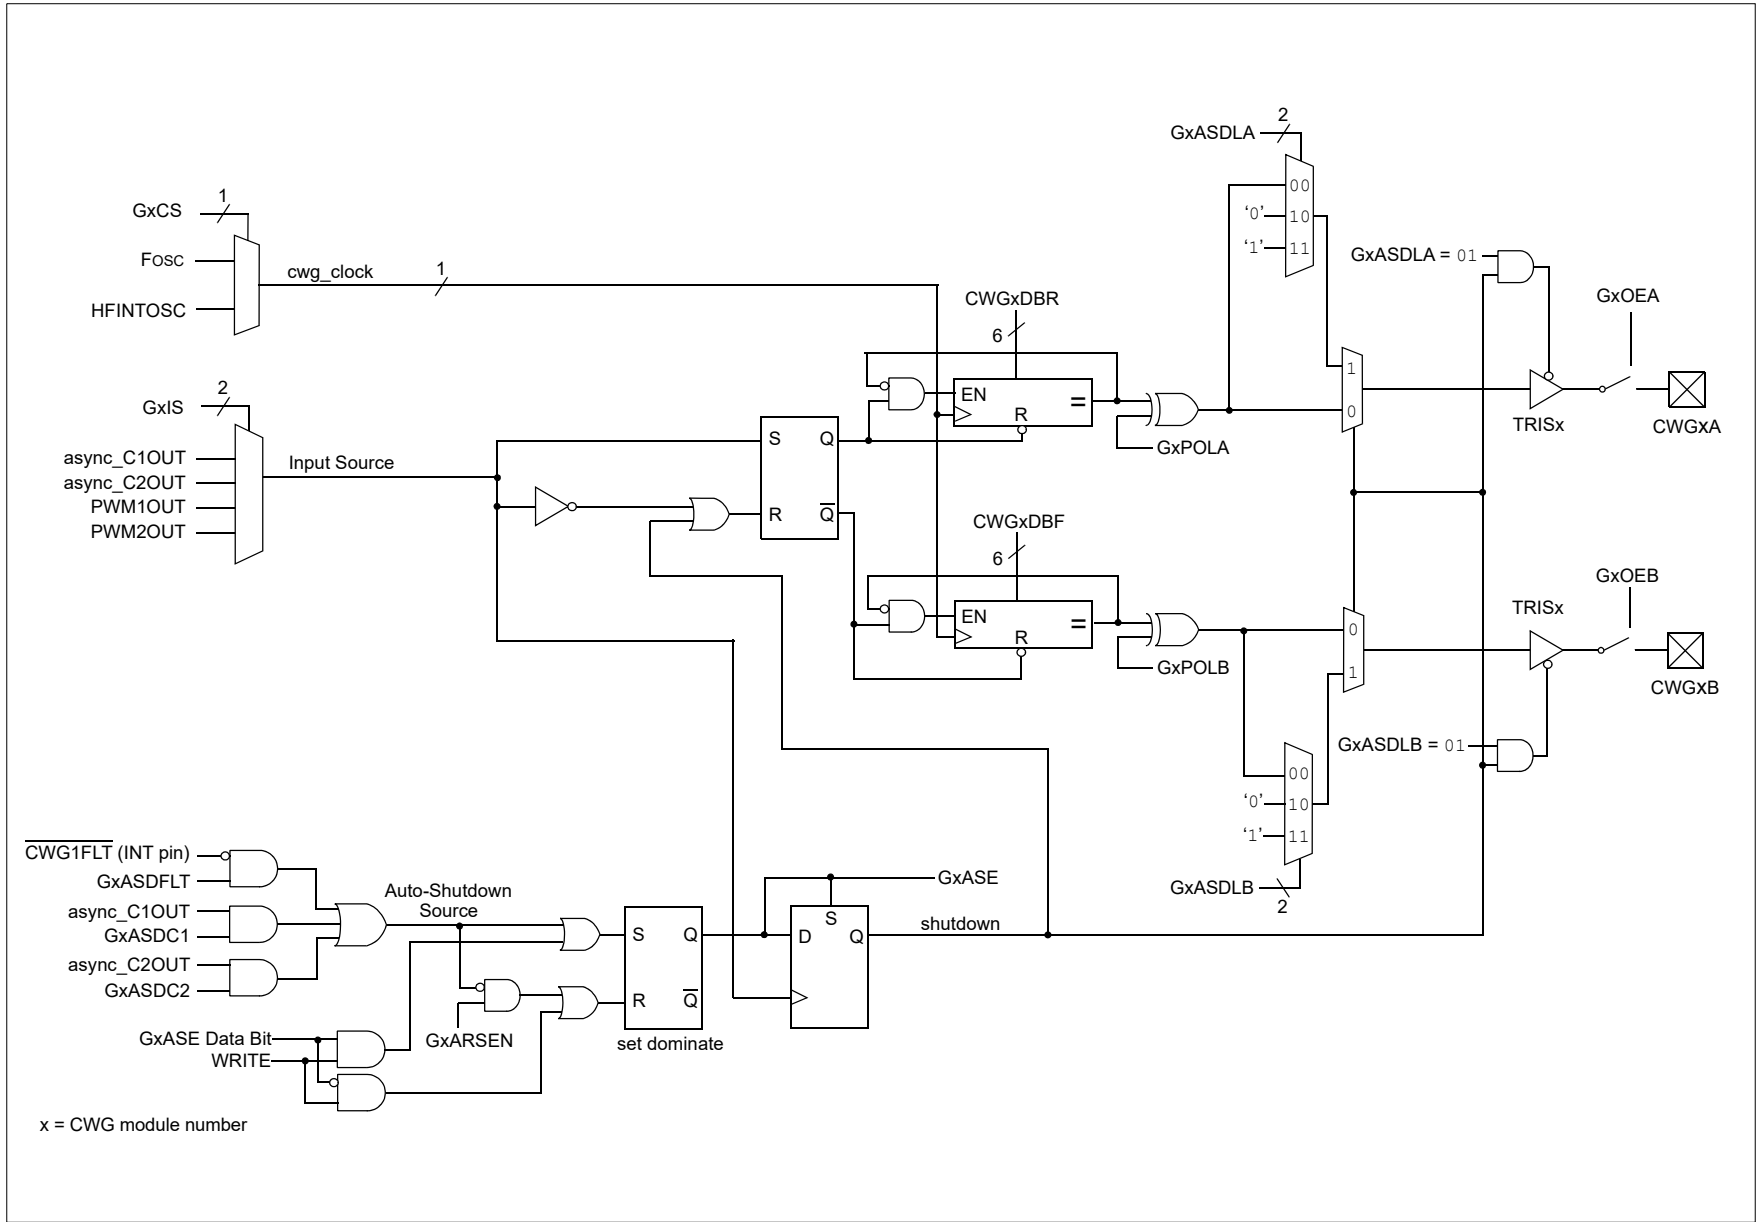 GxCS
1
FOSC
HFINTOSC
cwg_clock
1
GxIS
2
async_C1OUT
async_C2OUT
PWM1OUT
PWM2OUT
Input Source
S
Q
R
Q
CWGxDBR
6
EN
R
=
GxPOLA
CWGxDBF
6
EN
R
=
GxPOLB
GxASDLA
2
00
'0'
10
'1'
11
1
0
GxASDLA = 01
TRISx
GxOEA
CWGxA
0
1
GxOEB
TRISx
CWGxB
GxASDLB = 01
00
'0'
10
'1'
11
GxASDLB
2
CWG1FLT (INT pin)
GxASDFLT
async_C1OUT
GxASDC1
async_C2OUT
GxASDC2
Auto-Shutdown
Source
GxARSEN
GxASE Data Bit
WRITE
S
Q
R
Q
set dominate
GxASE
S
D
Q
shutdown
x = CWG module number